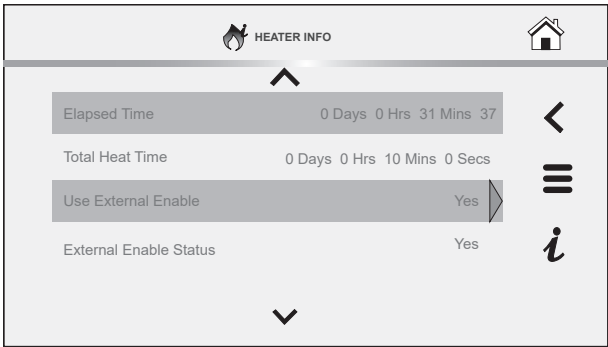 HEATER INFO
Elapsed Time 0 Days 0 Hrs 31 Mins 37
Total Heat Time 0 Days 0 Hrs 10 Mins 0 Secs
Use External Enable Yes
External Enable Status Yes
i